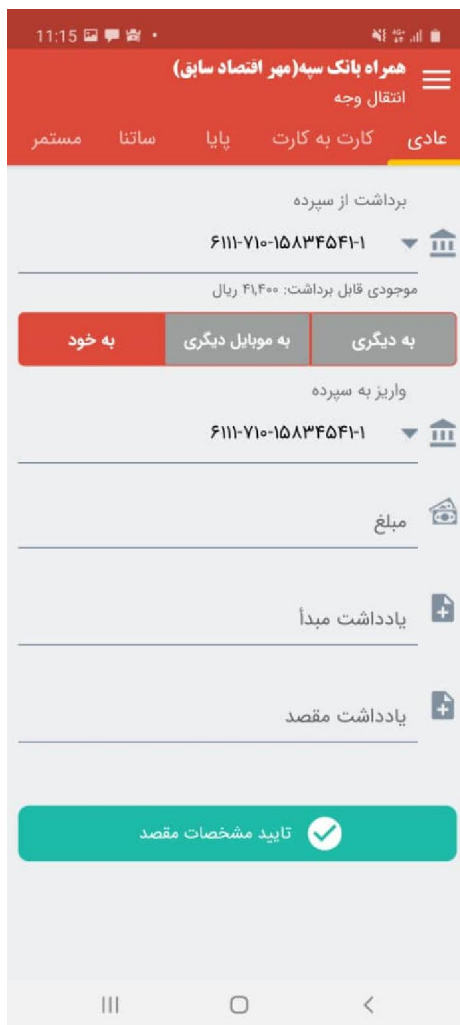 11:15
همراه بانک سپه(مهر اقتصاد سابق)
انتقال وجه
عادی کارت به کارت پایا ساتنا مستمر
برداشت از سپرده
۶۱۱۱-۷۱۰-۱۵۸۳۴۵۴۱-۱
موجودی قابل برداشت: ۴۱,۴۰۰ ریال
به دیگری به موبایل دیگری به خود
واریز به سپرده
۶۱۱۱-۷۱۰-۱۵۸۳۴۵۴۱-۱
مبلغ
یادداشت مبدأ
یادداشت مقصد
تایید مشخصات مقصد